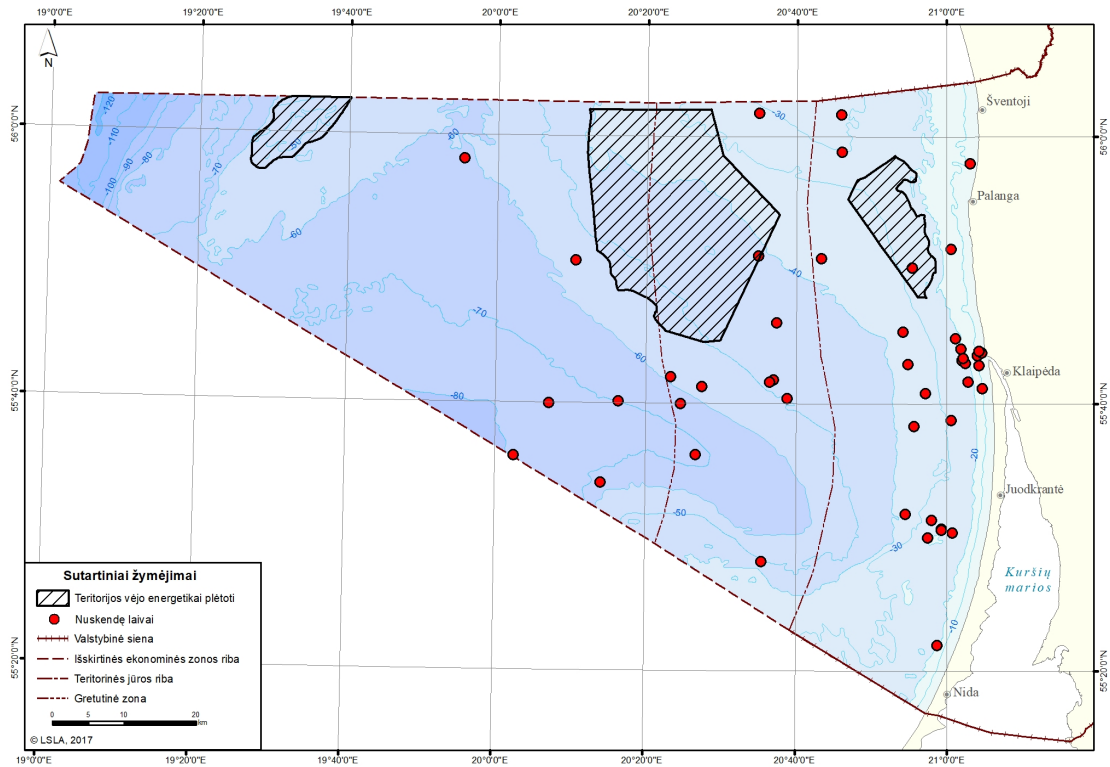 19°0'0"E 19°20'0"E 19°40'0"E 20°0'0"E 20°20'0"E 20°40'0"E 21°0'0"E
N
56°0'0"N
56°0'0"N
55°40'0"N
55°40'0"N
55°20'0"N
-120
-110
-90
-80
-100
-70
-50
-60
-60
-30
-40
-70
-60
-80
-50
-20
-30
-10
Šventoji
Palanga
Klaipėda
Juodkrantė
Kuršių
marios
Nida
Sutartiniai žymėjimai
Teritorijos vėjo energetikai plėtoti
Nuskendę laivai
Valstybinė siena
Išskirtinės ekonominės zonos riba
Teritorinės jūros riba
Gretutinė zona
0 5 10 20
km
© LSLA, 2017
55°20'0"N
19°0'0"E 19°20'0"E 19°40'0"E 20°0'0"E 20°20'0"E 20°40'0"E 21°0'0"E